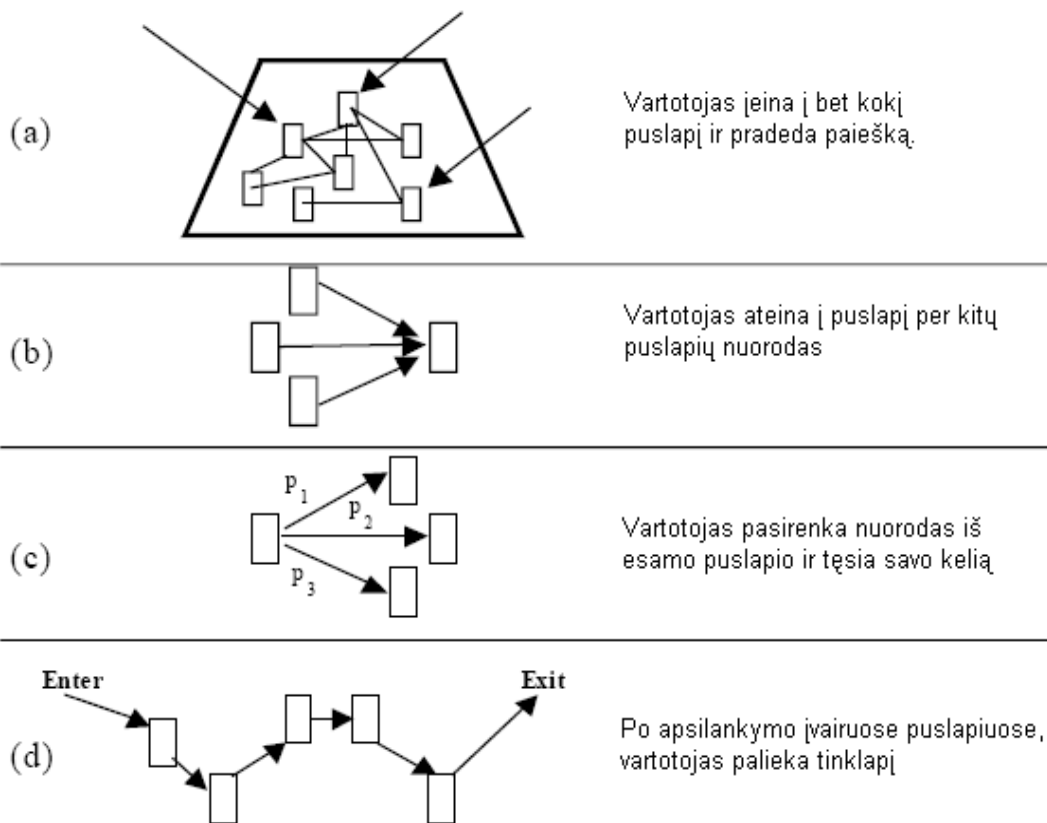 (a)
Vartotojas įeina į bet kokį
puslapį ir pradeda paiešką.
(b)
Vartotojas ateina į puslapį per kitų
puslapių nuorodas
(c)
p1
p2
p3
Vartotojas pasirenka nuorodas iš
esamo puslapio ir tęsia savo kelią
(d)
Enter
Exit
Po apsilankymo įvairuose puslapiuose,
vartotojas palieka tinklapį